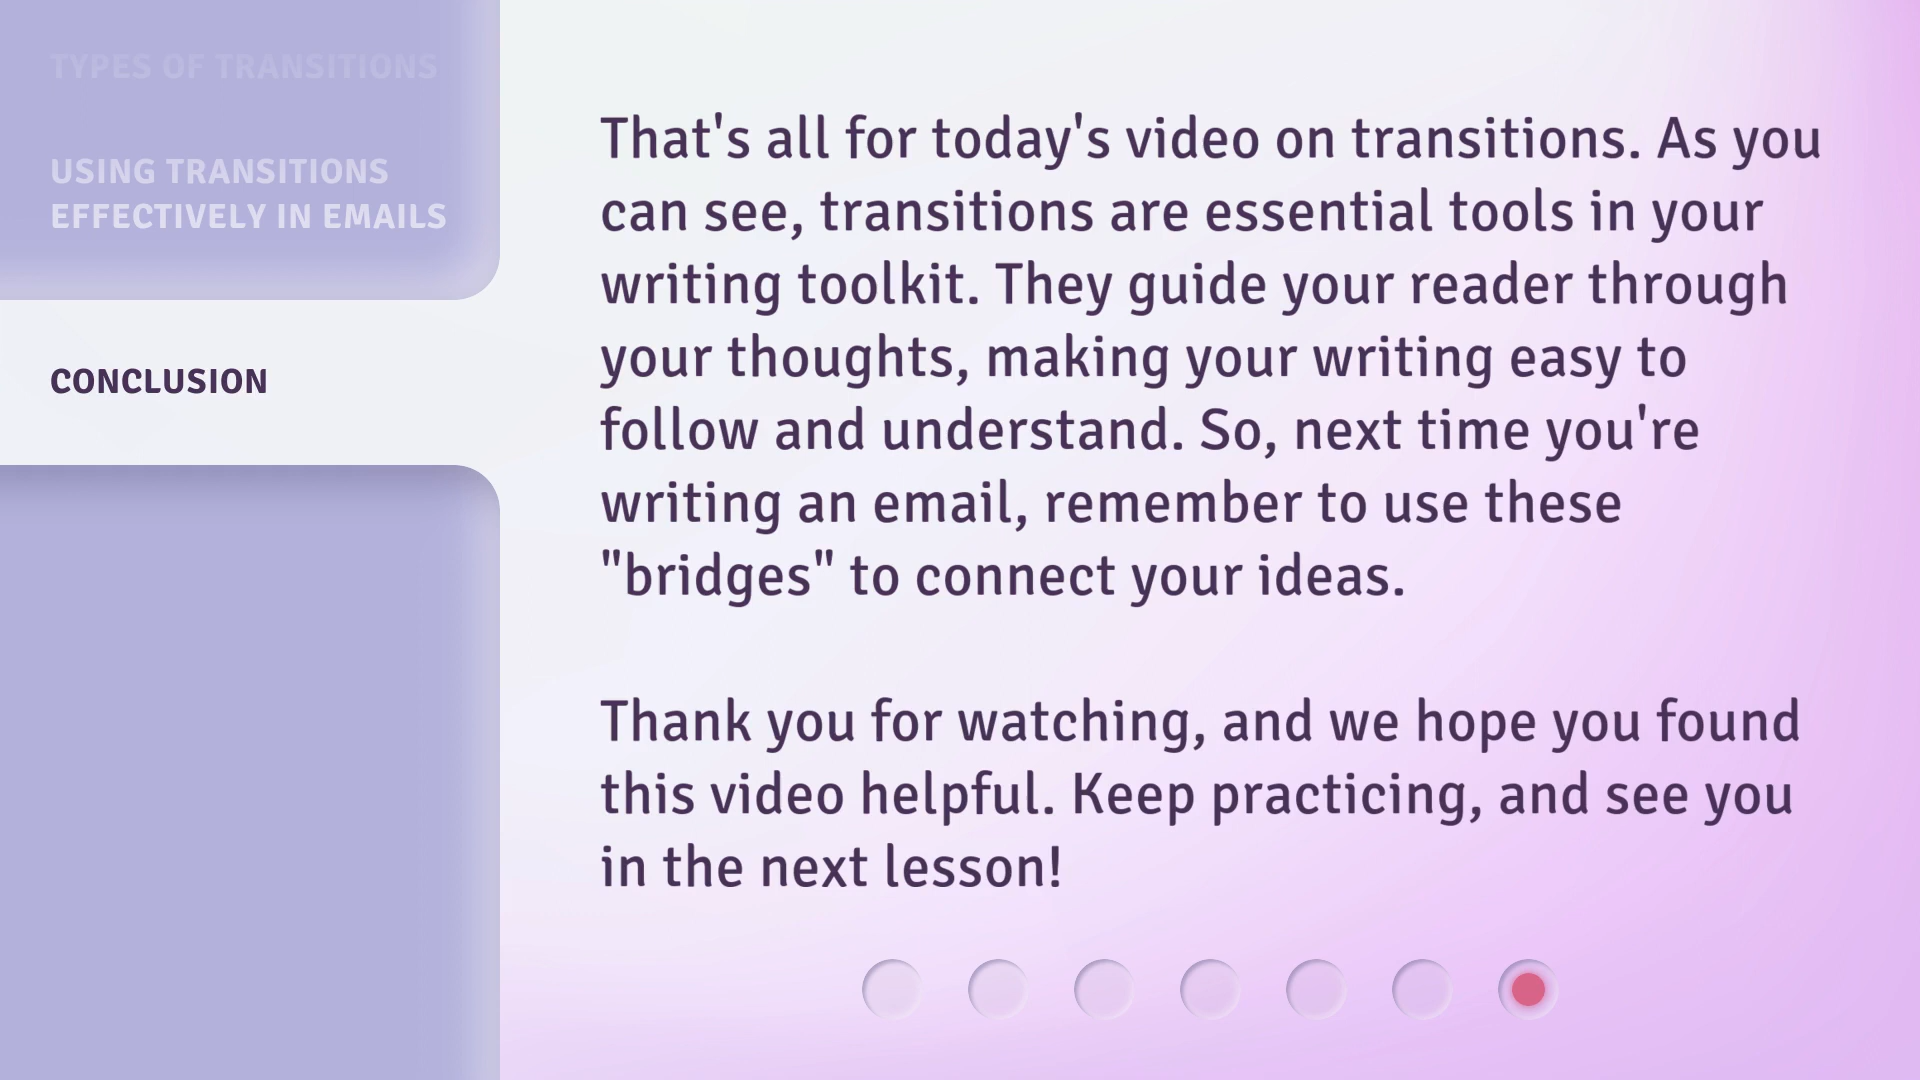 TYPES OF TRANSITIONS
USING TRANSITIONS
EFFECTIVELY IN EMAILS
CONCLUSION
That's all for today's video on transitions. As you
can see, transitions are essential tools in your
writing toolkit. They guide your reader through
your thoughts, making your writing easy to
follow and understand. So, next time you're
writing an email, remember to use these
"bridges" to connect your ideas.
Thank you for watching, and we hope you found
this video helpful. Keep practicing, and see you
in the next lesson!